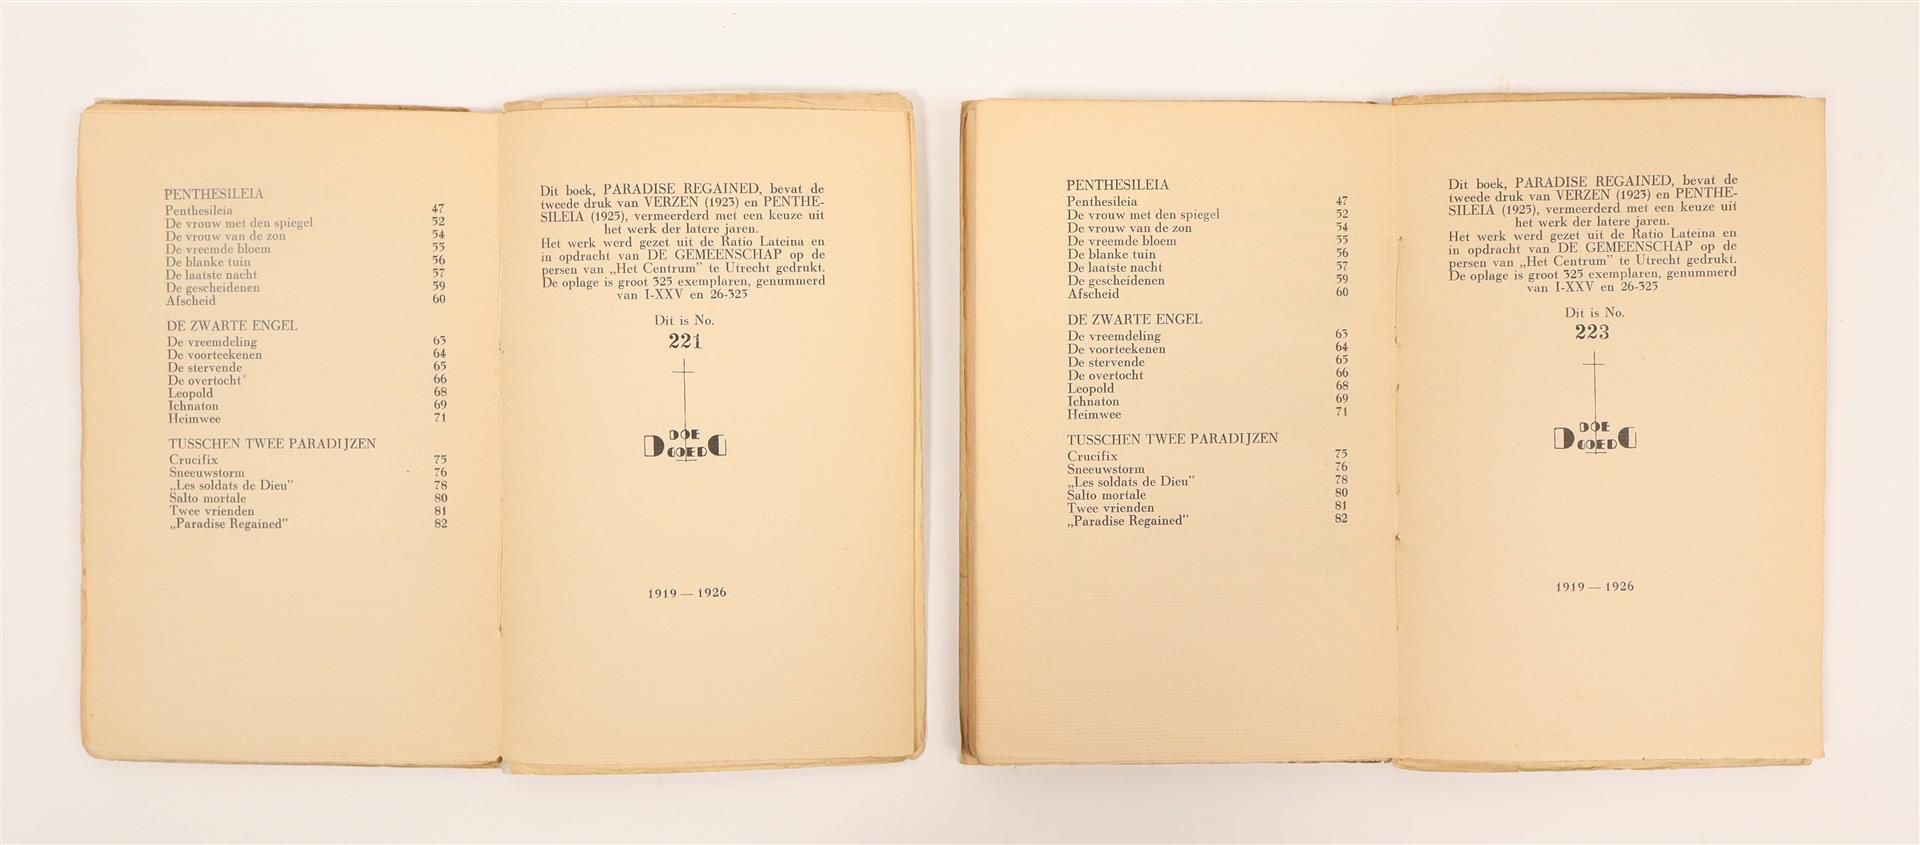 PENTHESILEIA
Penthesileia 47
De vrouw met den spiegel 52
De vrouw van de zon 54
De vreemde bloem 55
De blanke tuin 56
De laatste nacht 57
De gescheidenen 59
Afscheid 60
DE ZWARTE ENGEL
De vreemdeling 63
De voorteekenen 64
De stervende 65
De overtocht 66
Leopold 68
Ichnaton 69
Heimwee 71
TUSSCHEN TWEE PARADIJZEN
Crucifix 75
Sneeuwstorm 76
„Les soldats de Dieu" 78
Salto mortale 80
Twee vrienden 81
„Paradise Regained" 82
Dit boek, PARADISE REGAINED, bevat de
tweede druk van VERZEN (1923) en PENTHE-
SILEIA (1925), vermeerderd met een keuze uit
het werk der latere jaren.
Het werk werd gezet uit de Ratio Lateina en
in opdracht van DE GEMEENSCHAP op de
persen van „Het Centrum" te Utrecht gedrukt.
De oplage is groot 325 exemplaren, genummerd
van I-XXV en 26-325
Dit is No.
221
DOE
GOED
1919 — 1926
PENTHESILEIA
Penthesileia 47
De vrouw met den spiegel 52
De vrouw van de zon 54
De vreemde bloem 55
De blanke tuin 56
De laatste nacht 57
De gescheidenen 59
Afscheid 60
DE ZWARTE ENGEL
De vreemdeling 63
De voorteekenen 64
De stervende 65
De overtocht 66
Leopold 68
Ichnaton 69
Heimwee 71
TUSSCHEN TWEE PARADIJZEN
Crucifix 75
Sneeuwstorm 76
„Les soldats de Dieu" 78
Salto mortale 80
Twee vrienden 81
„Paradise Regained" 82
Dit boek, PARADISE REGAINED, bevat de
tweede druk van VERZEN (1923) en PENTHE-
SILEIA (1925), vermeerderd met een keuze uit
het werk der latere jaren.
Het werk werd gezet uit de Ratio Lateina en
in opdracht van DE GEMEENSCHAP op de
persen van „Het Centrum" te Utrecht gedrukt.
De oplage is groot 325 exemplaren, genummerd
van I-XXV en 26-325
Dit is No.
223
DOE
GOED
1919 — 1926